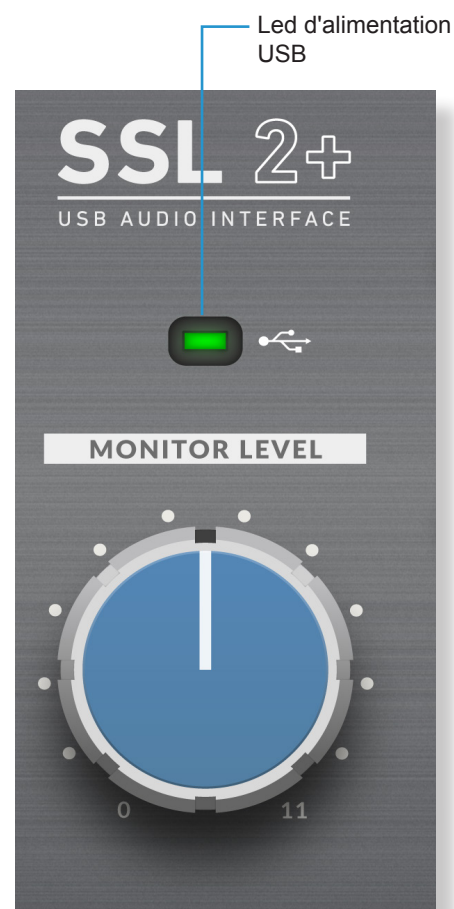 Led d'alimentation
USB
SSL 2+
USB AUDIO INTERFACE
MONITOR LEVEL
0
11